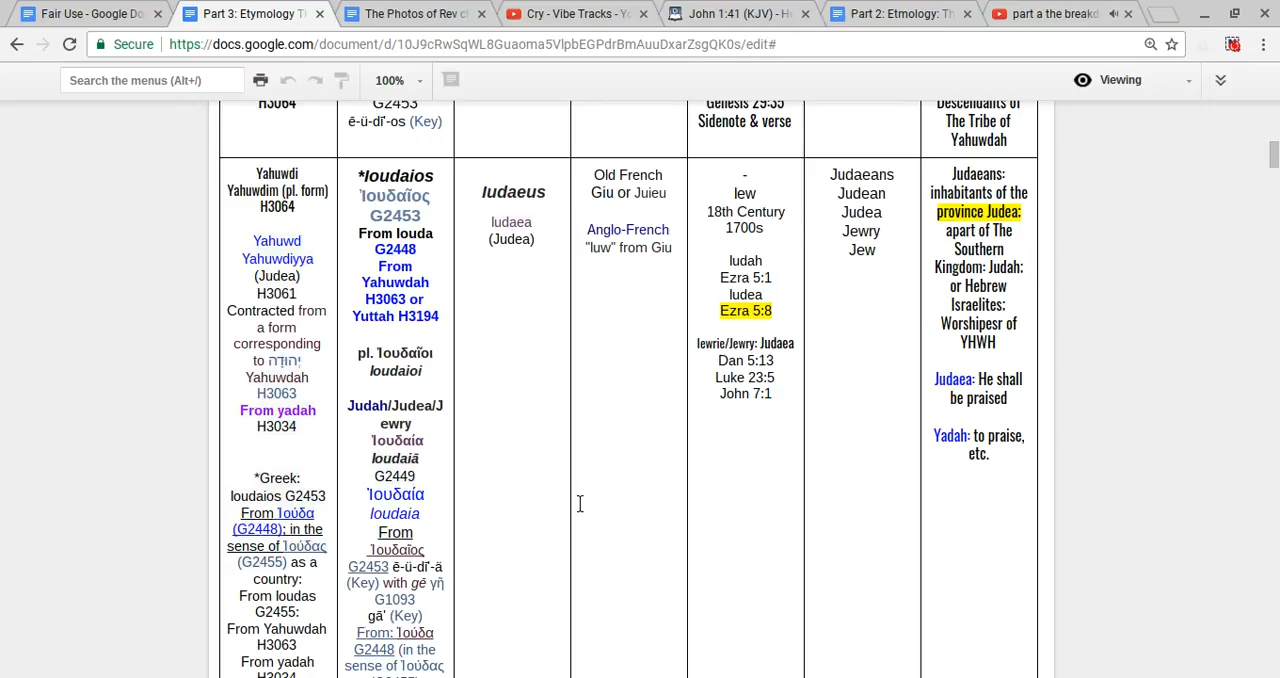 Fair Use - Google Do
Part 3: Etymology Th
The Photos of Rev cl
Cry - Vibe Tracks - Yo
John 1:41 (KJV) - He
Part 2: Etmology: Th
part a the breakd
Secure
https://docs.google.com/document/d/10J9cRwSqWL8Guaoma5VlpbEGPdrBmAuuDxarZsgQK0s/edit#
Search the menus (Alt+/)
100%
Viewing
H3064
G2453
ē-ü-dī'-os (Key)
Genesis 29:35
Sidenote & verse
Descendants of
The Tribe of
Yahuwdah
Yahuwdi
Yahuwdim (pl. form)
H3064
Yahuwd
Yahuwdiyya
(Judea)
H3061
Contracted from
a form
corresponding
to יְהוּדָה
Yahuwdah
H3063
From yadah
H3034
*Greek:
Ioudaios G2453
From Ἰούδα
(G2448); in the
sense of Ἰούδας
(G2455) as a
country:
From Ioudas
G2455:
From Yahuwdah
H3063
From yadah
H3034
*Ioudaios
Ἰουδαῖος
G2453
From Iouda
G2448
From
Yahuwdah
H3063 or
Yuttah H3194
pl. Ἰουδαῖοι
Ioudaioi
Judah/Judea/J
ewry
Ἰουδαία
Ioudaiā
G2449
Ἰουδαία
Ioudaia
From
Ἰουδαῖος
G2453 ē-ü-dī'-ä
(Key) with gē γῆ
G1093
gā' (Key)
From: Ἰούδα
G2448 (in the
sense of Ἰούδας
Iudaeus
Iudaea
(Judea)
Old French
Giu or Juieu
Anglo-French
"Iuw" from Giu
-
Iew
18th Century
1700s
Iudah
Ezra 5:1
Iudea
Ezra 5:8
Iewrie/Jewry: Judaea
Dan 5:13
Luke 23:5
John 7:1
Judaeans
Judean
Judea
Jewry
Jew
Judaeans:
inhabitants of the
province Judea:
apart of The
Southern
Kingdom: Judah:
or Hebrew
Israelites:
Worshipesr of
YHWH
Judaea: He shall
be praised
Yadah: to praise,
etc.